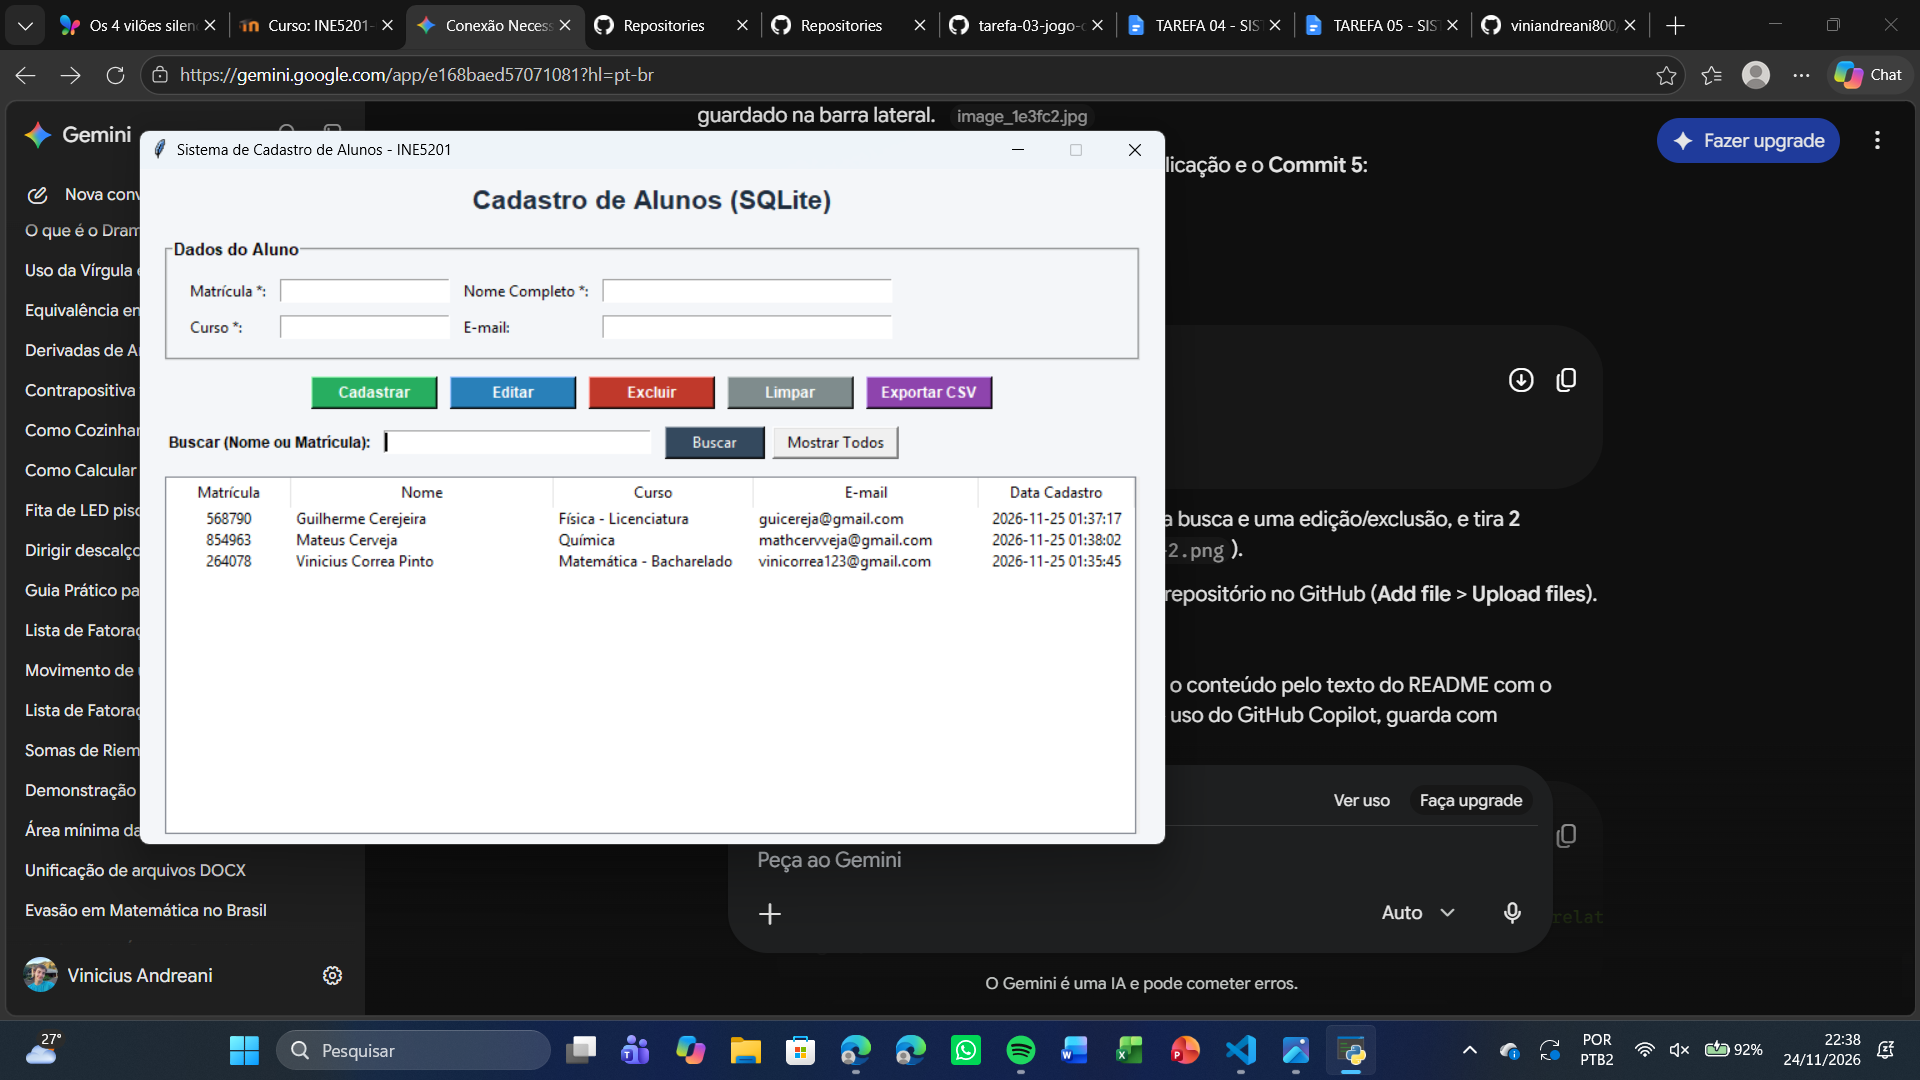 Os 4 vilões silen
Curso: INE5201-
Conexão Necess
Repositories
Repositories
tarefa-03-jogo-
TAREFA 04 - SIS
TAREFA 05 - SIS
viniandreani800
https://gemini.google.com/app/e168baed57071081?hl=pt-br
Chat
Gemini
Nova conv
O que é o Dram
Uso da Vírgula
Equivalência en
Derivadas de A
Contrapositiva
Como Cozinhar
Como Calcular
Fita de LED pisc
Dirigir descalço
Guia Prático pa
Lista de Fatoraç
Movimento de
Lista de Fatoraç
Somas de Riem
Demonstração
Área mínima da
Unificação de arquivos DOCX
Evasão em Matemática no Brasil
Vinicius Andreani
guardado na barra lateral. image_1e3fc2.jpg
licação e o Commit 5:
Fazer upgrade
Sistema de Cadastro de Alunos - INE5201
Cadastro de Alunos (SQLite)
Dados do Aluno
Matrícula *:
Nome Completo *:
Curso *:
E-mail:
Cadastrar
Editar
Excluir
Limpar
Exportar CSV
Buscar (Nome ou Matrícula):
Buscar
Mostrar Todos
Matrícula Nome Curso E-mail Data Cadastro
568790 Guilherme Cerejeira Física - Licenciatura guicereja@gmail.com 2026-11-25 01:37:17
854963 Mateus Cerveja Química mathcervveja@gmail.com 2026-11-25 01:38:02
264078 Vinicius Correa Pinto Matemática - Bacharelado vinicorrea123@gmail.com 2026-11-25 01:35:45
a busca e uma edição/exclusão, e tira 2
-2.png ).
repositório no GitHub (Add file > Upload files).
o conteúdo pelo texto do README com o
uso do GitHub Copilot, guarda com
Ver uso
Faça upgrade
Peça ao Gemini
Auto
relat
O Gemini é uma IA e pode cometer erros.
27°
Pesquisar
POR
PTB2
92%
22:38
24/11/2026